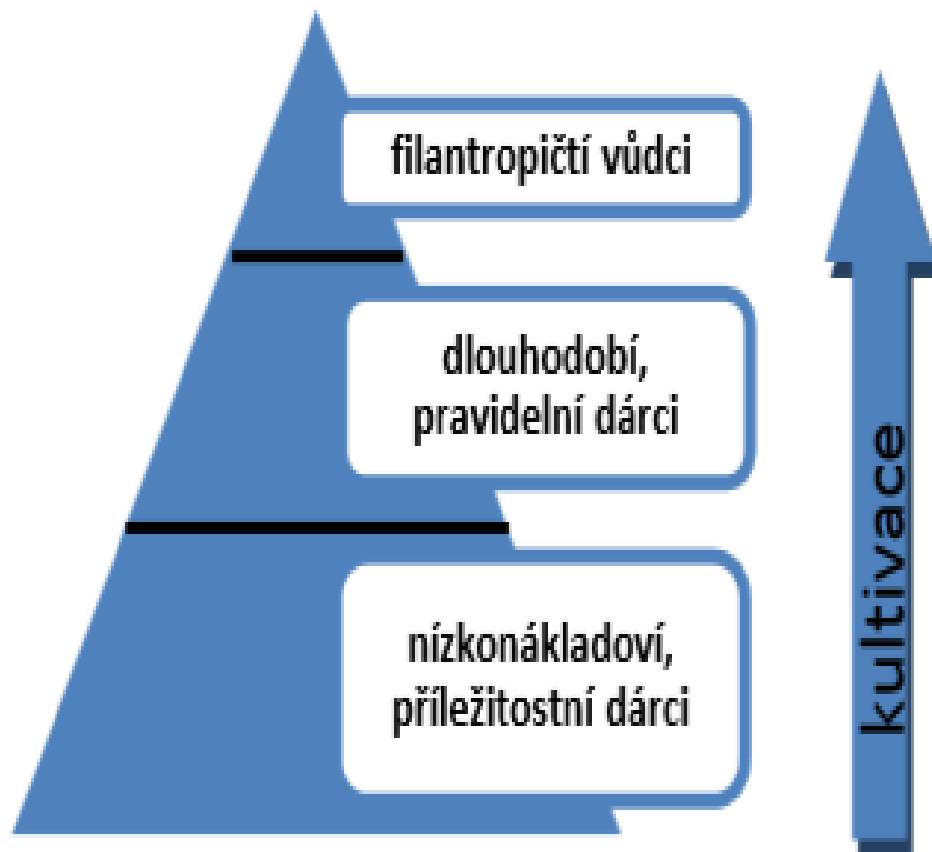 filantropičtí vůdci
dlouhodobí,
pravidelní dárci
nízkonákladoví,
příležitostní dárci
kultivace